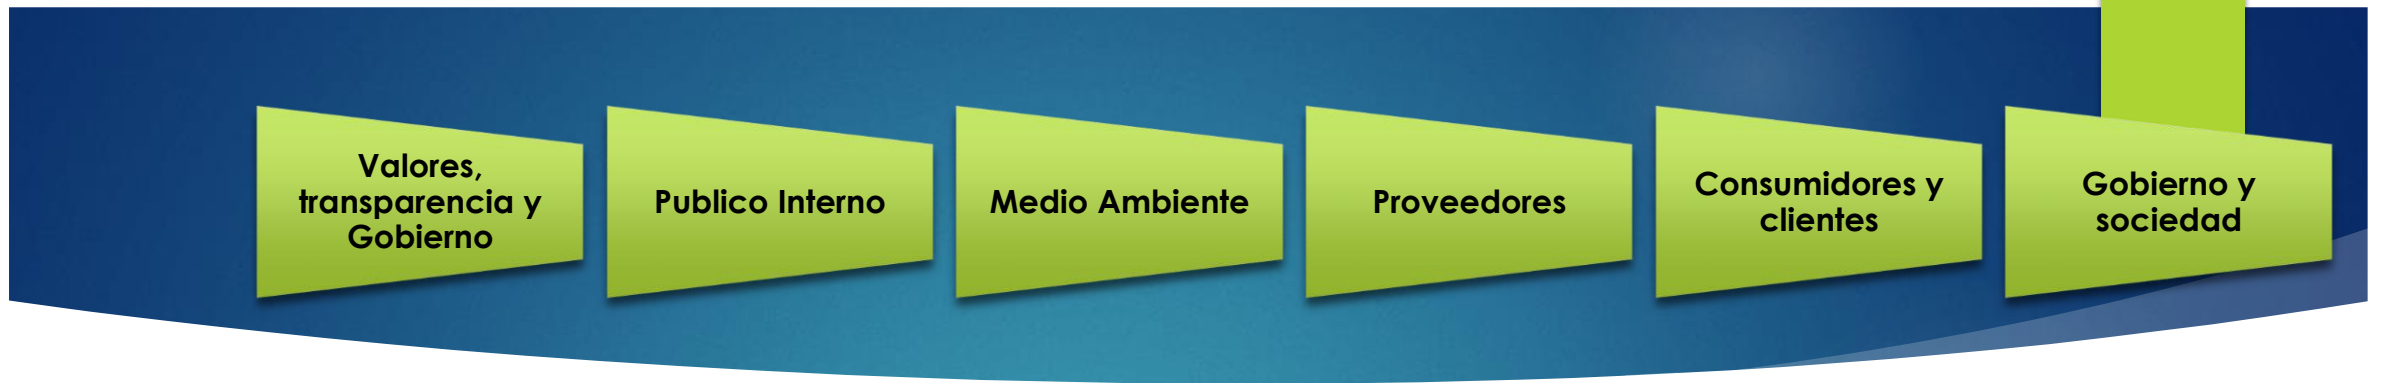 Valores,
transparencia y
Gobierno
Publico Interno
Medio Ambiente
Proveedores
Consumidores y
clientes
Gobierno y
sociedad